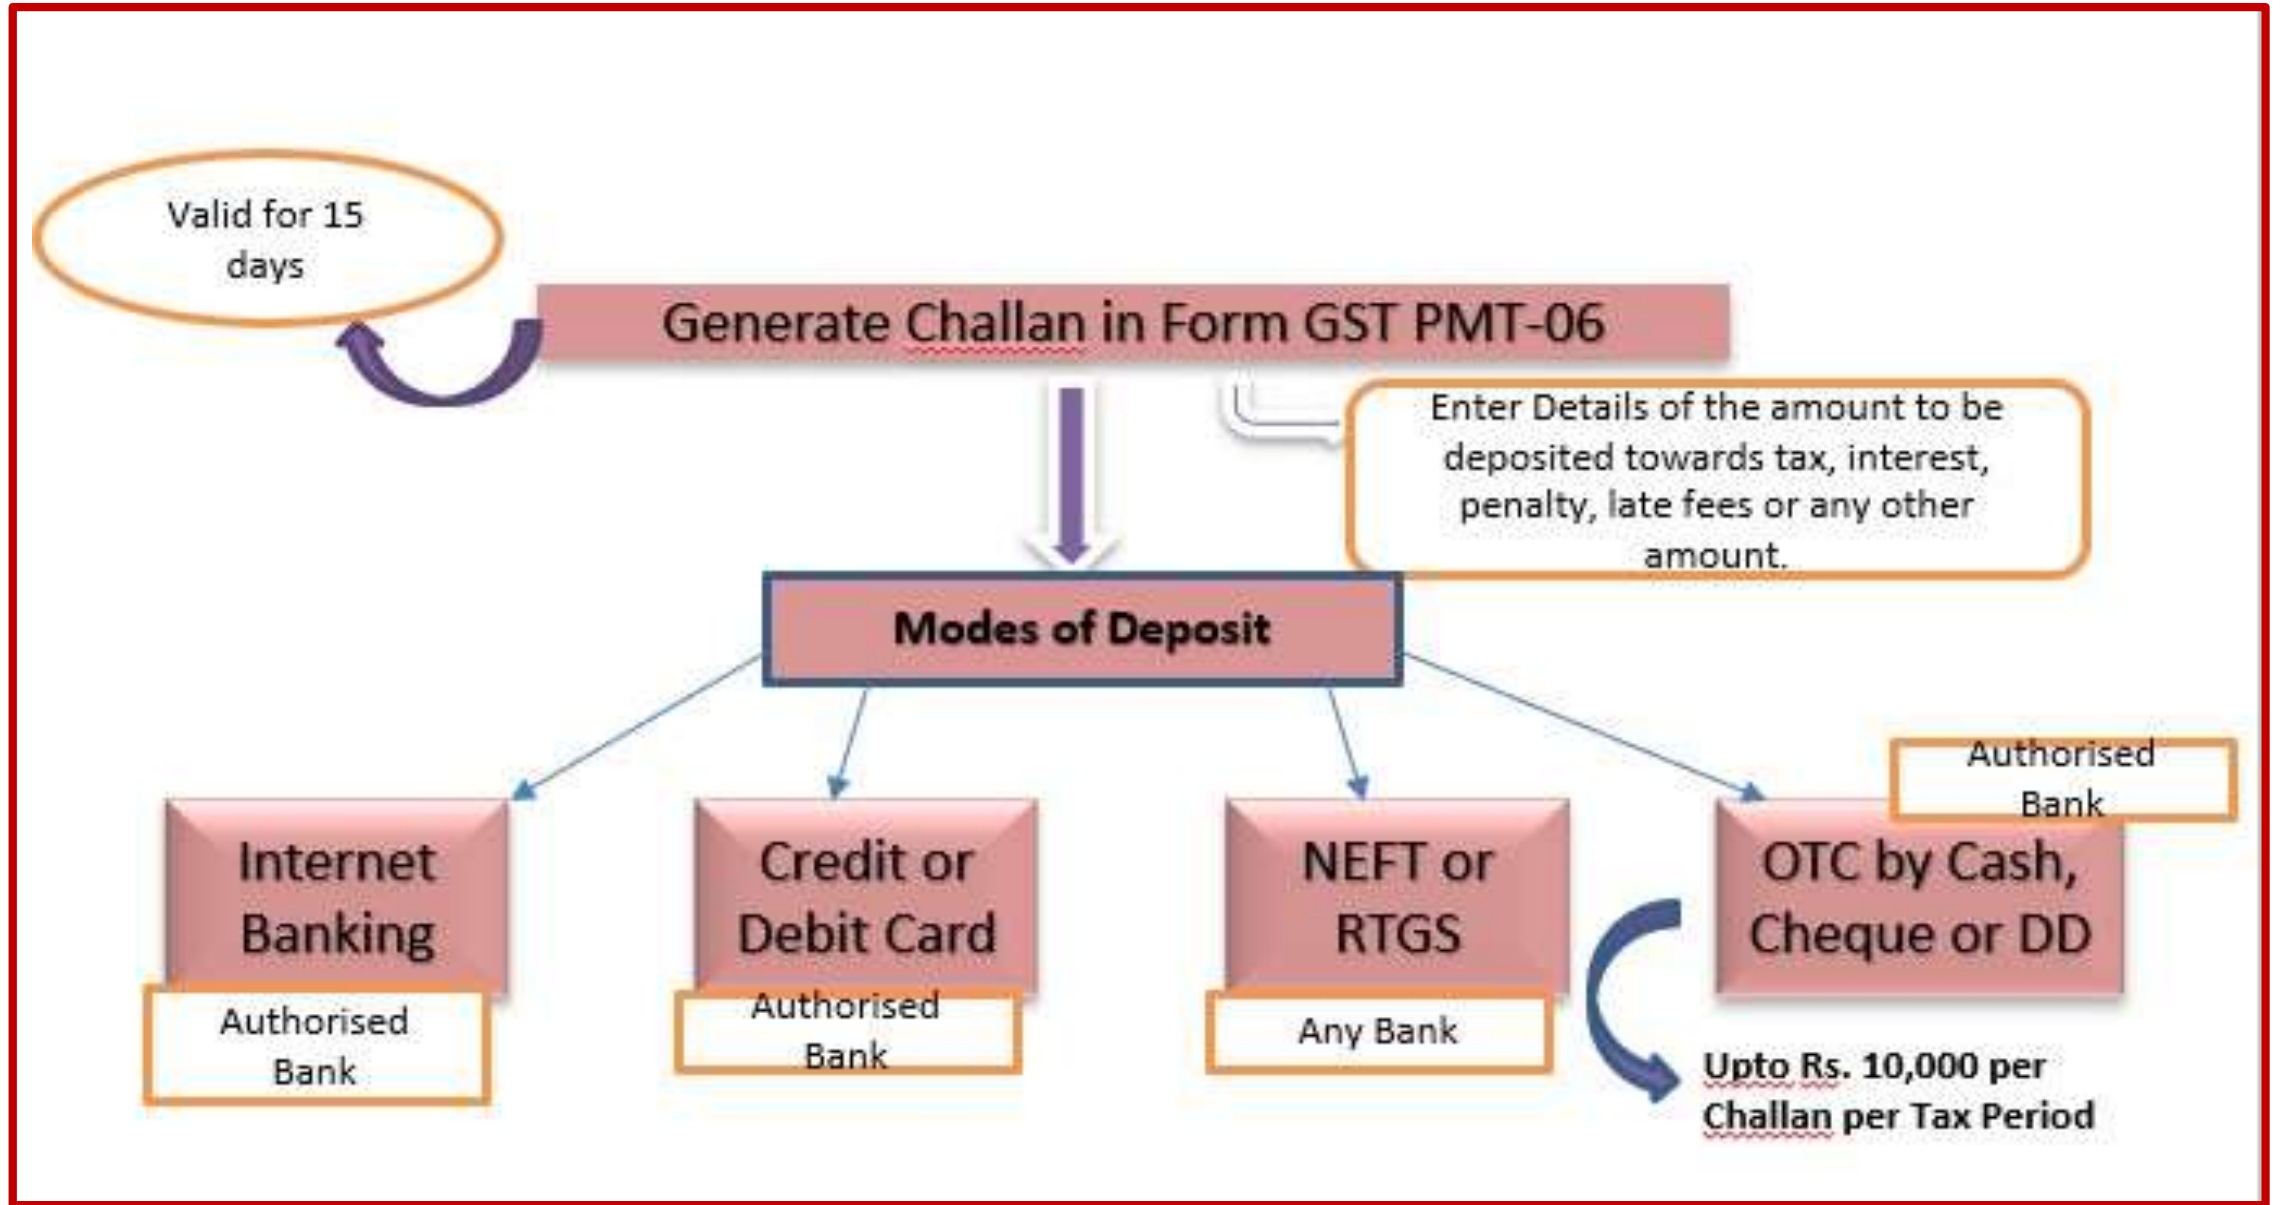 Valid for 15
days
Generate Challan in Form GST PMT-06
Enter Details of the amount to be
deposited towards tax, interest,
penalty, late fees or any other
amount.
Modes of Deposit
Internet
Banking
Authorised
Bank
Credit or
Debit Card
Authorised
Bank
NEFT or
RTGS
Any Bank
Authorised
Bank
OTC by Cash,
Cheque or DD
Upto Rs. 10,000 per
Challan per Tax Period